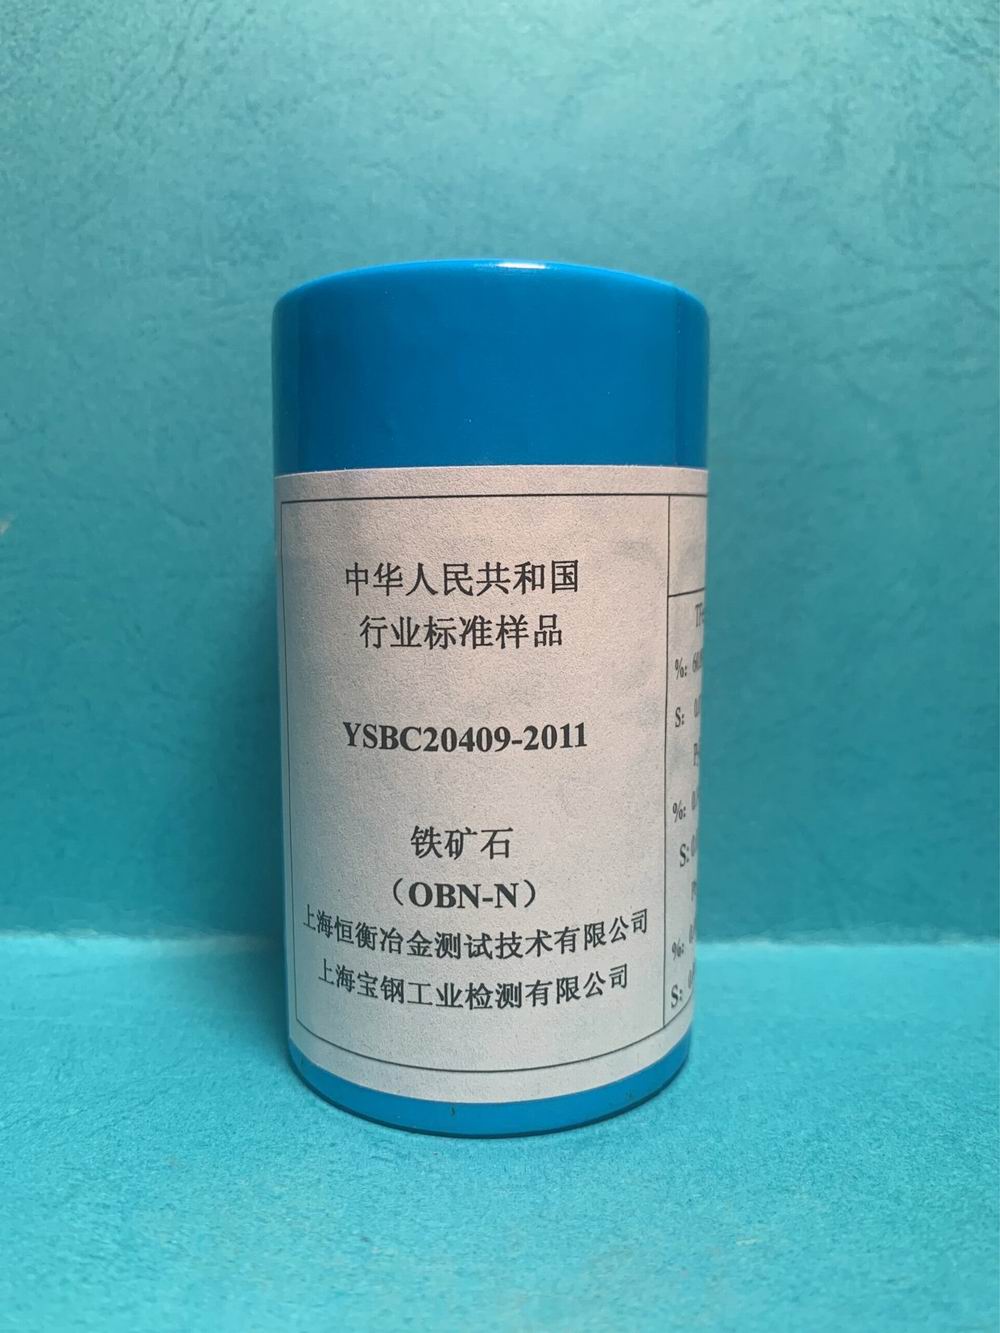 中华人民共和国
行业标准样品
YSBC20409-2011
铁矿石
（OBN-N）
上海恒衡冶金测试技术有限公司
上海宝钢工业检测有限公司
%:
S:
%:
S:
%:
S: